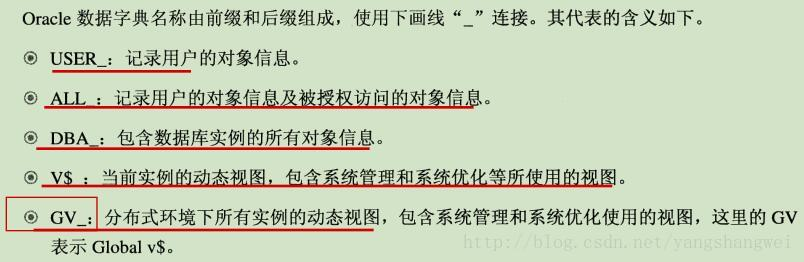 Oracle 数据字典名称由前缀和后缀组成，使用下画线“_”连接。其代表的含义如下。
USER_：记录用户的对象信息。
ALL_：记录用户的对象信息及被授权访问的对象信息。
DBA_：包含数据库实例的所有对象信息。
V$_：当前实例的动态视图，包含系统管理和系统优化等所使用的视图。
GV_：分布式环境下所有实例的动态视图，包含系统管理和系统优化使用的视图，这里的 GV
表示 Global v$。
http://blog.csdn.net/yangshangwei